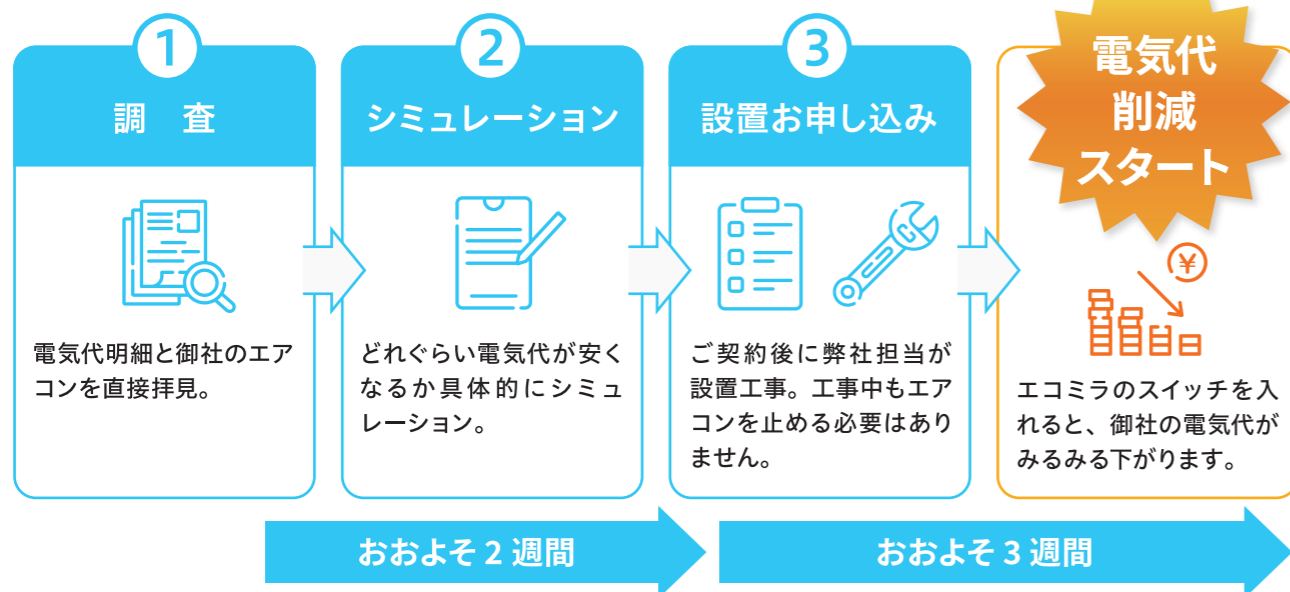 1
調　査
電気代明細と御社のエア
コンを直接拝見。
2
シミュレーション
どれぐらい電気代が安く
なるか具体的にシミュ
レーション。
3
設置お申し込み
ご契約後に弊社担当が
設置工事。工事中もエア
コンを止める必要はあり
ません。
電気代
削減
スタート
¥
エコミラのスイッチを入
れると、御社の電気代が
みるみる下がります。
おおよそ 2 週間
おおよそ 3 週間